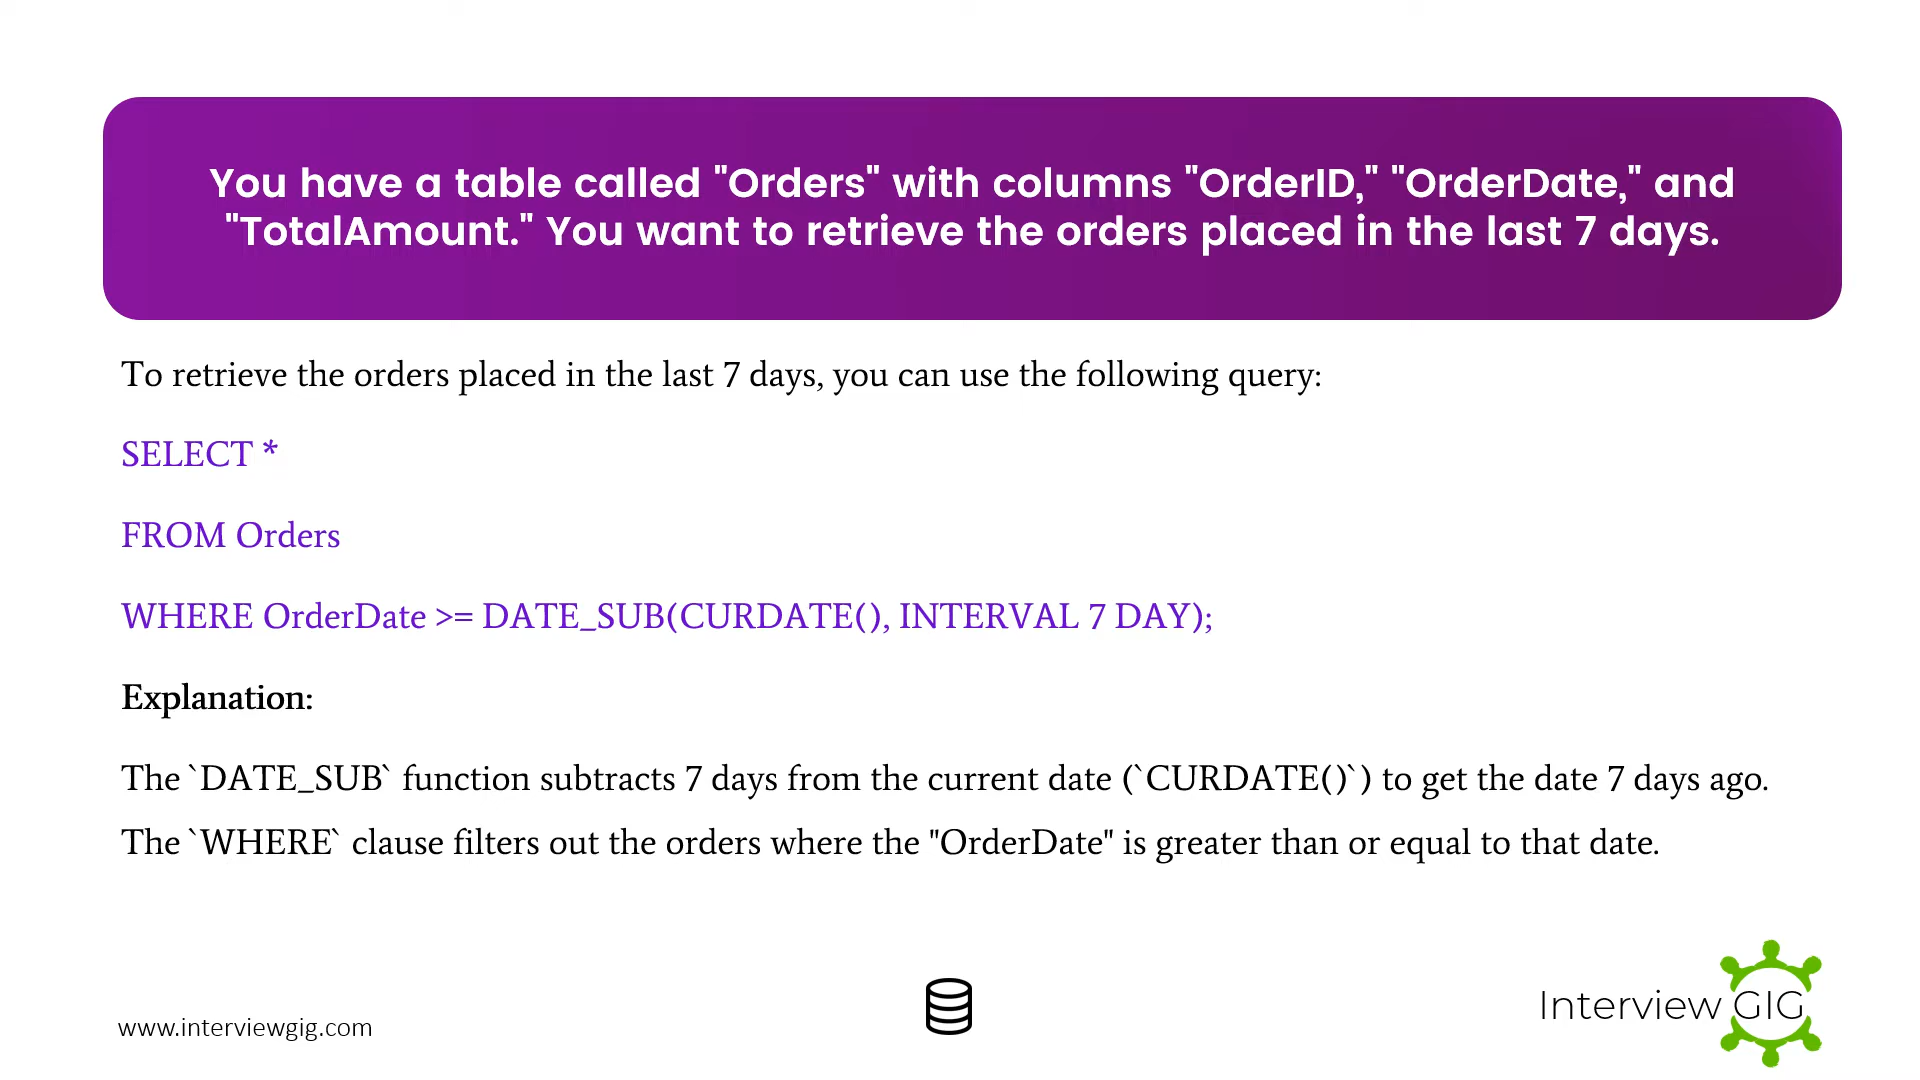 You have a table called "Orders" with columns "OrderID," "OrderDate," and
"TotalAmount." You want to retrieve the orders placed in the last 7 days.
To retrieve the orders placed in the last 7 days, you can use the following query:
SELECT *
FROM Orders
WHERE OrderDate >= DATE_SUB(CURDATE(), INTERVAL 7 DAY);
Explanation:
The `DATE_SUB` function subtracts 7 days from the current date (`CURDATE()`) to get the date 7 days ago.
The `WHERE` clause filters out the orders where the "OrderDate" is greater than or equal to that date.
www.interviewgig.com
Interview GIG